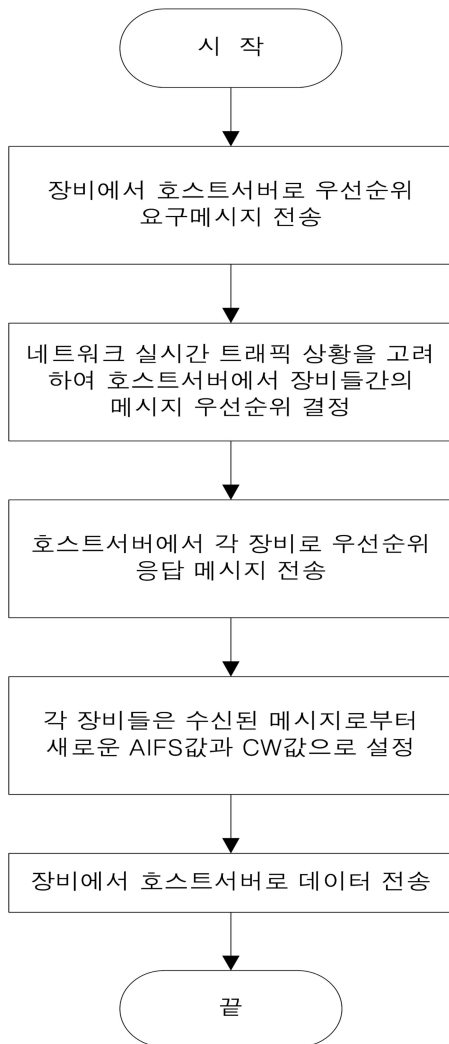 시 작
장비에서 호스트서버로 우선순위
요구메시지 전송
네트워크 실시간 트래픽 상황을 고려
하여 호스트서버에서 장비들간의
메시지 우선순위 결정
호스트서버에서 각 장비로 우선순위
응답 메시지 전송
각 장비들은 수신된 메시지로부터
새로운 AIFS값과 CW값으로 설정
장비에서 호스트서버로 데이터 전송
끝